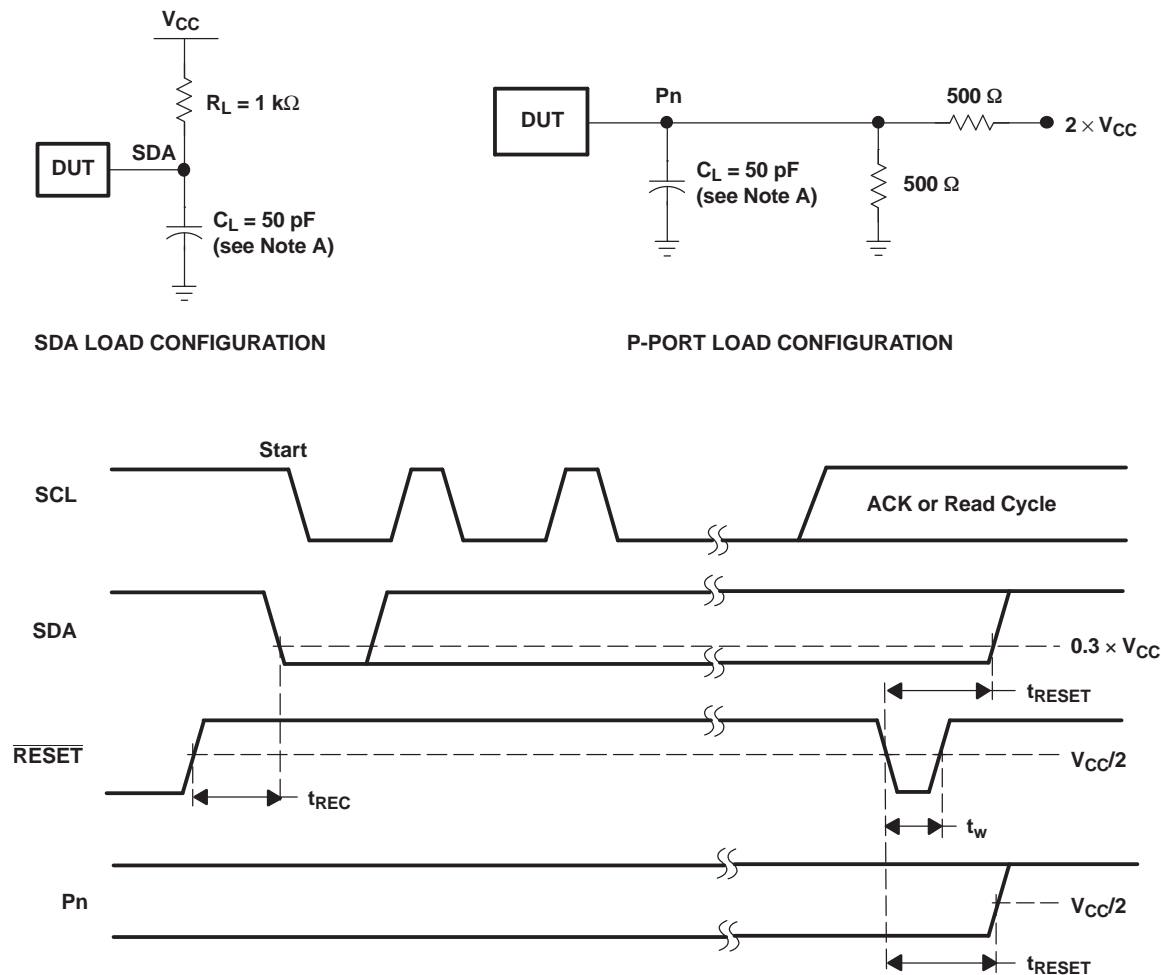 VCC
RL = 1 kΩ
DUT
SDA
CL = 50 pF
(see Note A)
SDA LOAD CONFIGURATION
DUT
Pn
500 Ω
2 × VCC
CL = 50 pF
(see Note A)
500 Ω
P-PORT LOAD CONFIGURATION
Start
SCL
ACK or Read Cycle
SDA
0.3 × VCC
tRESET
RESET
VCC/2
tREC
tw
Pn
VCC/2
tRESET